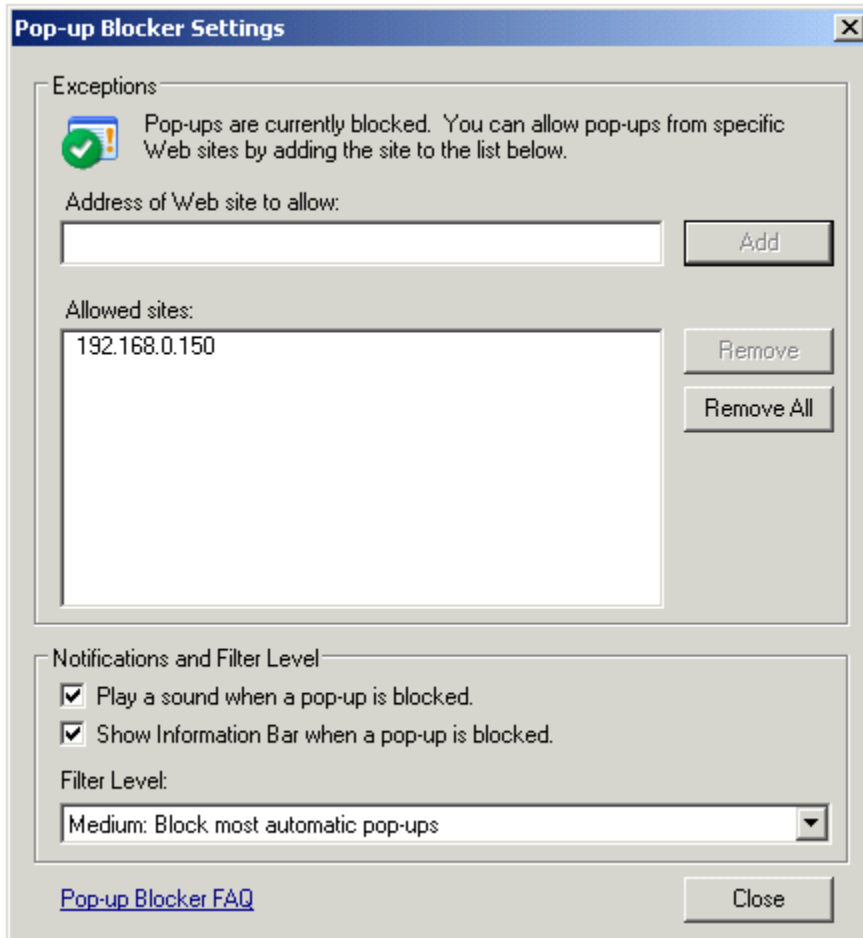 Pop-up Blocker Settings
Exceptions
Pop-ups are currently blocked. You can allow pop-ups from specific
Web sites by adding the site to the list below.
Address of Web site to allow:
Add
Allowed sites:
192.168.0.150
Remove
Remove All
Notifications and Filter Level
Play a sound when a pop-up is blocked.
Show Information Bar when a pop-up is blocked.
Filter Level:
Medium: Block most automatic pop-ups
Pop-up Blocker FAQ
Close